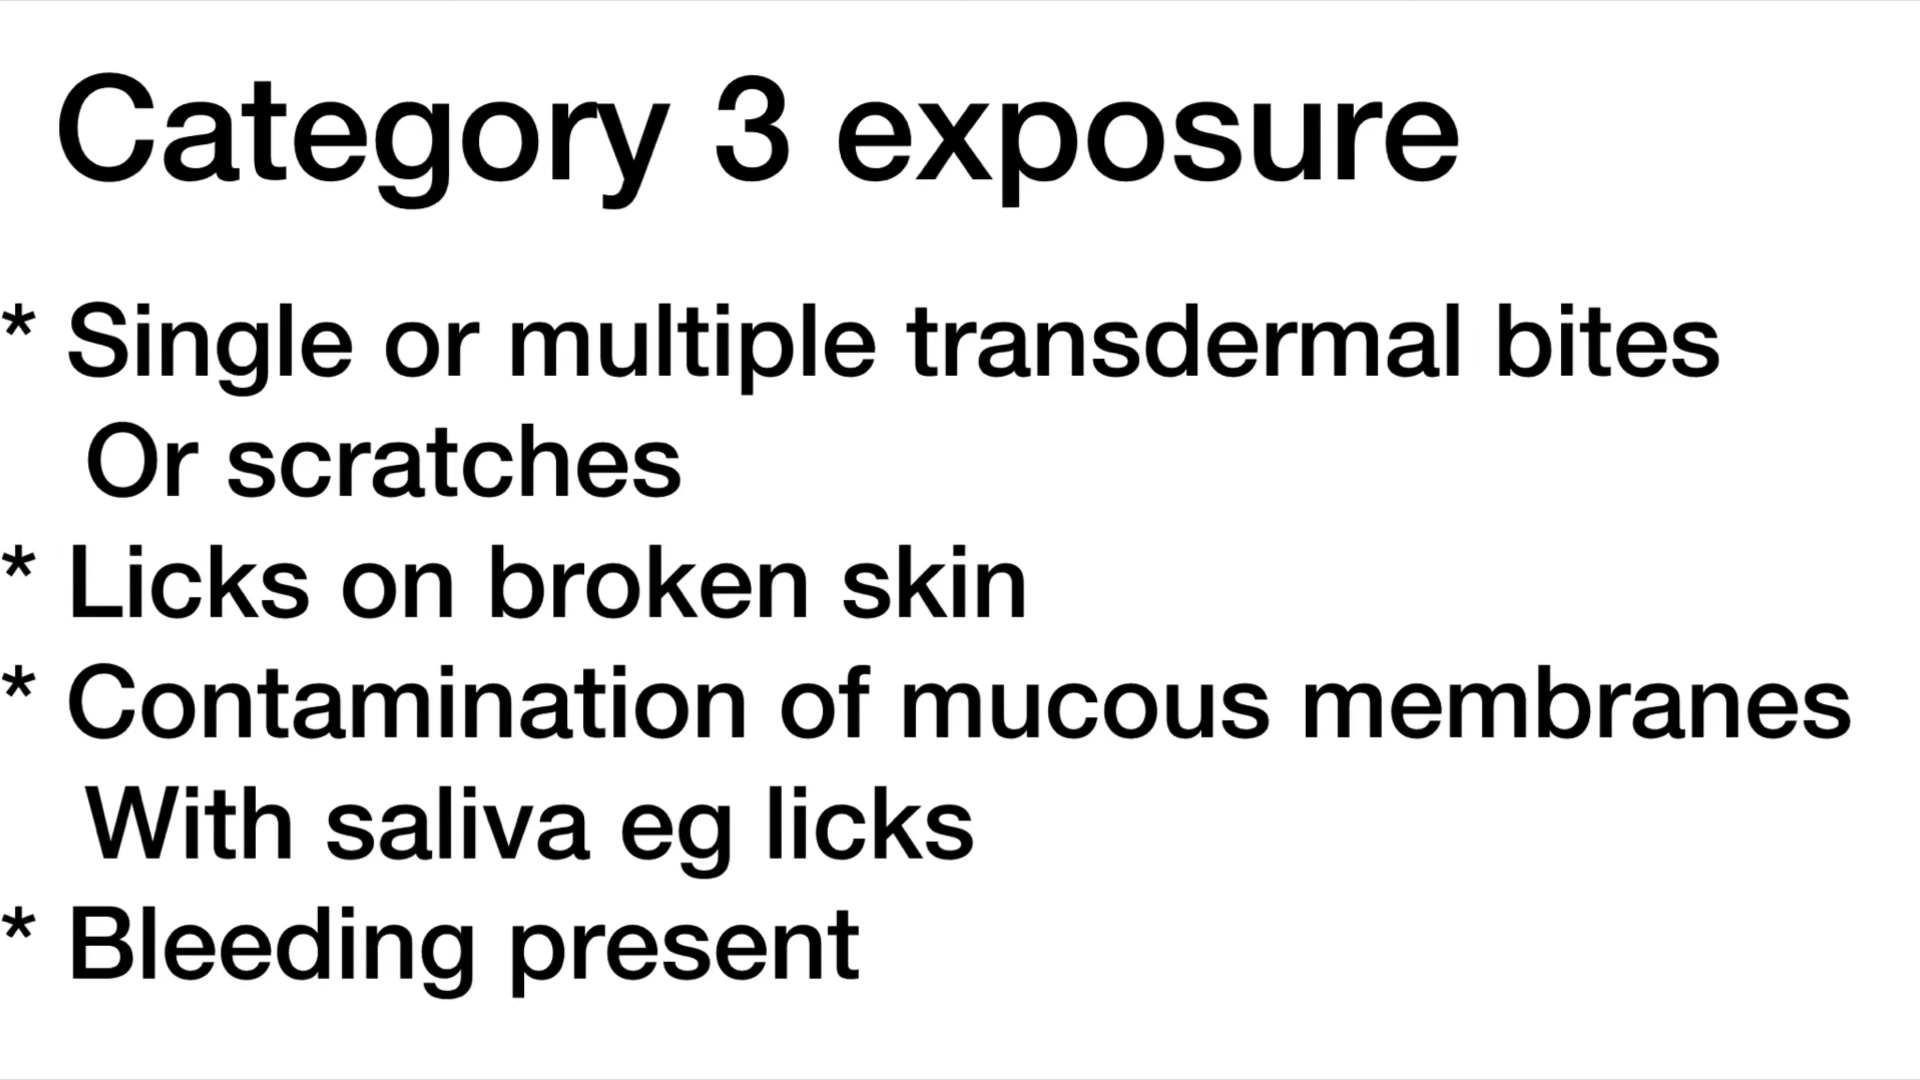 Category 3 exposure
* Single or multiple transdermal bites
Or scratches
* Licks on broken skin
* Contamination of mucous membranes
With saliva eg licks
* Bleeding present